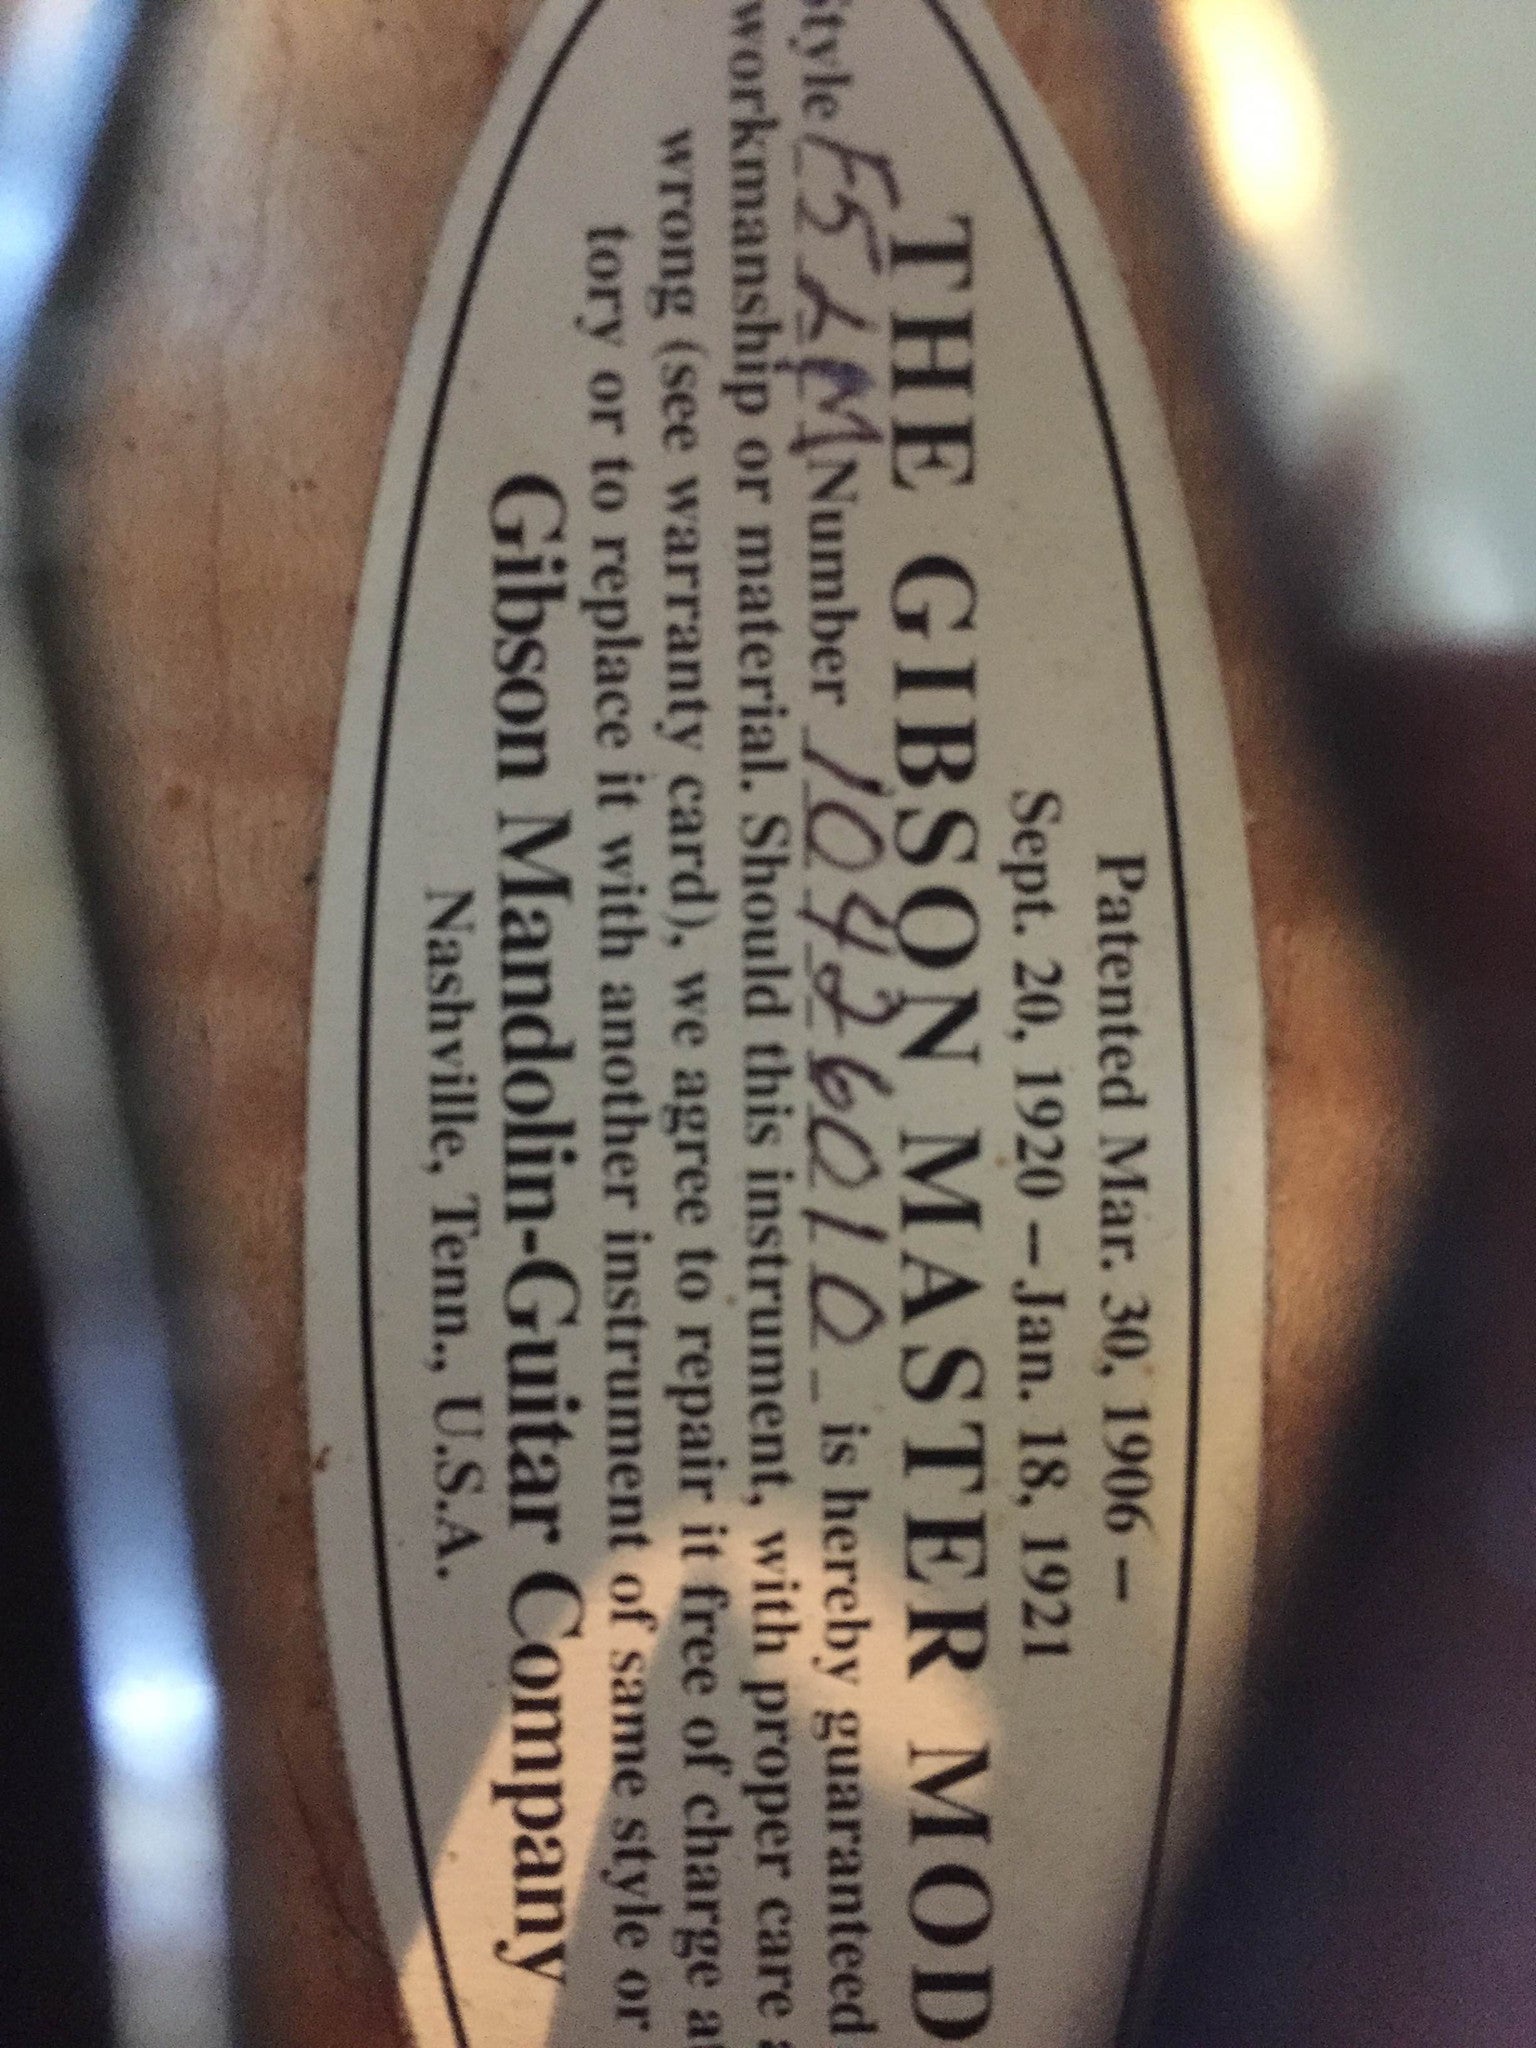 Patented Mar. 30, 1906 –
Sept. 20, 1920 – Jan. 18, 1921
THE GIBSON MASTER MOD
Style F5LM Number 10426010 is hereby guaranteed
workmanship or material. Should this instrument, with proper care
wrong (see warranty card), we agree to repair it free of charge
tory or to replace it with another instrument of same style or
Gibson Mandolin-Guitar Company
Nashville, Tenn., U.S.A.